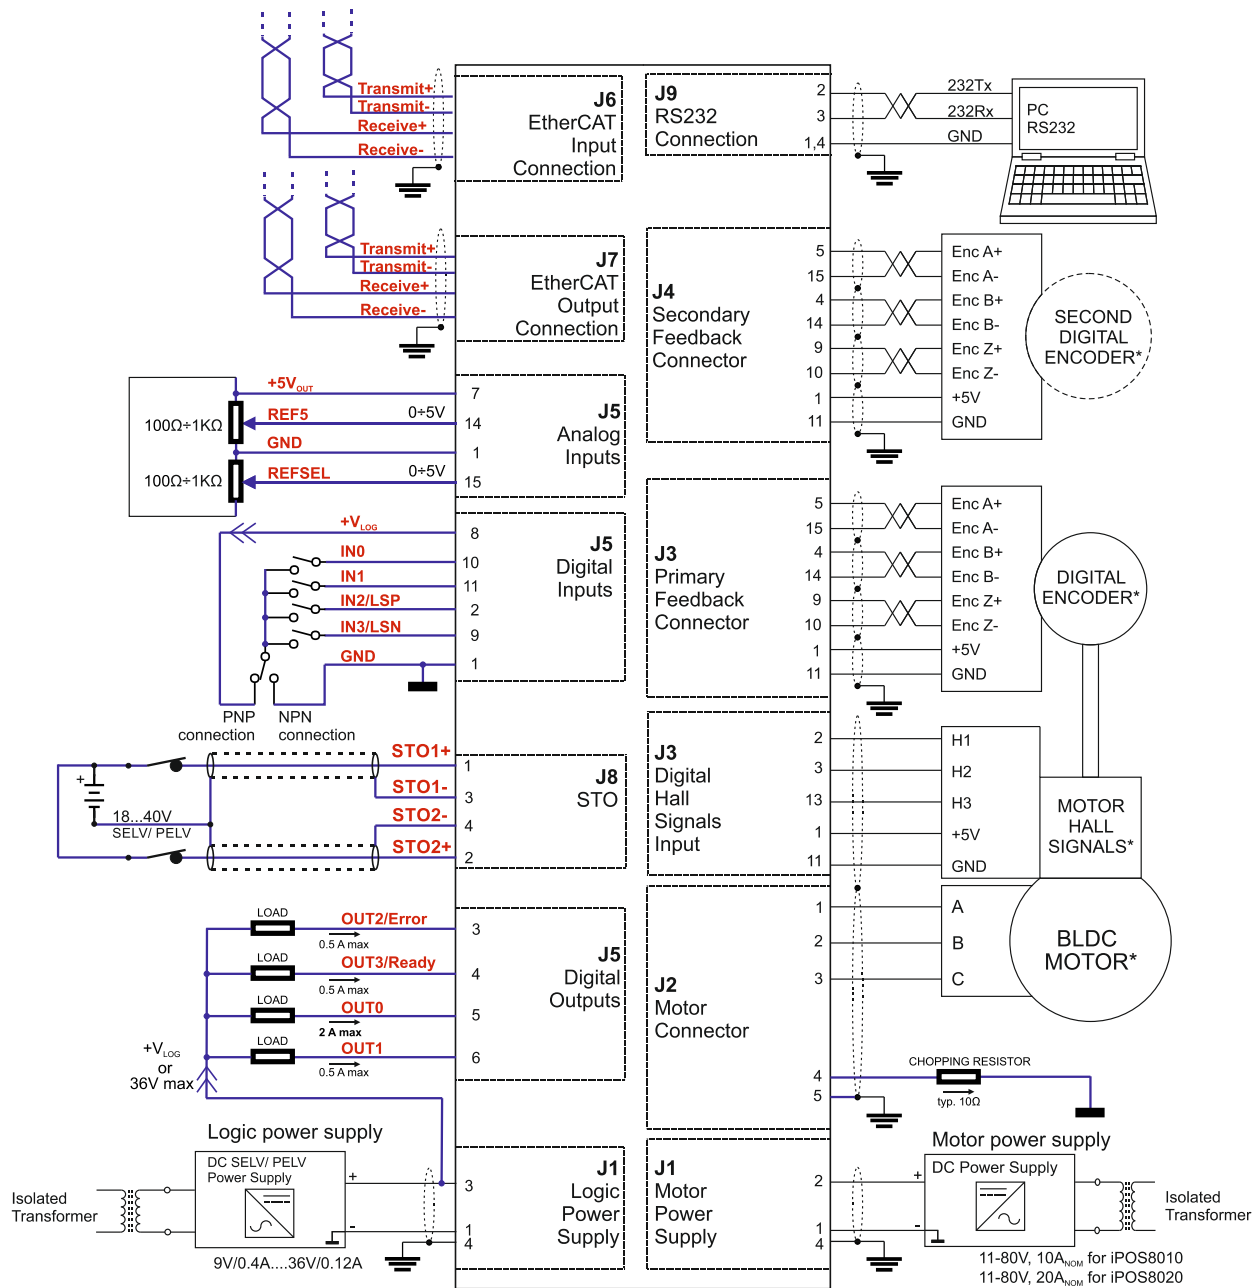 Transmit+
Transmit-
Receive+
Receive-
J6
EtherCAT
Input
Connection
J9
RS232
Connection
2
3
1,4
232Tx
232Rx
GND
PC
RS232
Transmit+
Transmit-
Receive+
Receive-
J7
EtherCAT
Output
Connection
J4
Secondary
Feedback
Connector
5
15
4
14
9
10
1
11
Enc A+
Enc A-
Enc B+
Enc B-
Enc Z+
Enc Z-
+5V
GND
SECOND
DIGITAL
ENCODER*
100Ω÷1KΩ
100Ω÷1KΩ
+5VOUT
REF5
0÷5V
GND
REFSEL
0÷5V
7
14
1
15
J5
Analog
Inputs
+VLOG
IN0
IN1
IN2/LSP
IN3/LSN
GND
8
10
11
2
9
1
J5
Digital
Inputs
PNP
connection
NPN
connection
J3
Primary
Feedback
Connector
5
15
4
14
9
10
1
11
Enc A+
Enc A-
Enc B+
Enc B-
Enc Z+
Enc Z-
+5V
GND
DIGITAL
ENCODER*
+
18...40V
SELV/ PELV
STO1+
STO1-
STO2-
STO2+
1
3
4
2
J8
STO
J3
Digital
Hall
Signals
Input
2
3
13
1
11
H1
H2
H3
+5V
GND
MOTOR
HALL
SIGNALS*
LOAD
OUT2/Error
0.5 A max
LOAD
OUT3/Ready
0.5 A max
LOAD
OUT0
2 A max
LOAD
OUT1
0.5 A max
3
4
5
6
J5
Digital
Outputs
+VLOG
or
36V max
J2
Motor
Connector
1
2
3
4
5
A
B
C
BLDC
MOTOR*
CHOPPING RESISTOR
typ. 10Ω
Logic power supply
DC SELV/ PELV
Power Supply
+
-
Isolated
Transformer
9V/0.4A....36V/0.12A
3
1
4
J1
Logic
Power
Supply
J1
Motor
Power
Supply
2
1
4
Motor power supply
DC Power Supply
+
-
Isolated
Transformer
11-80V, 10ANOM for iPOS8010
11-80V, 20ANOM for iPOS8020